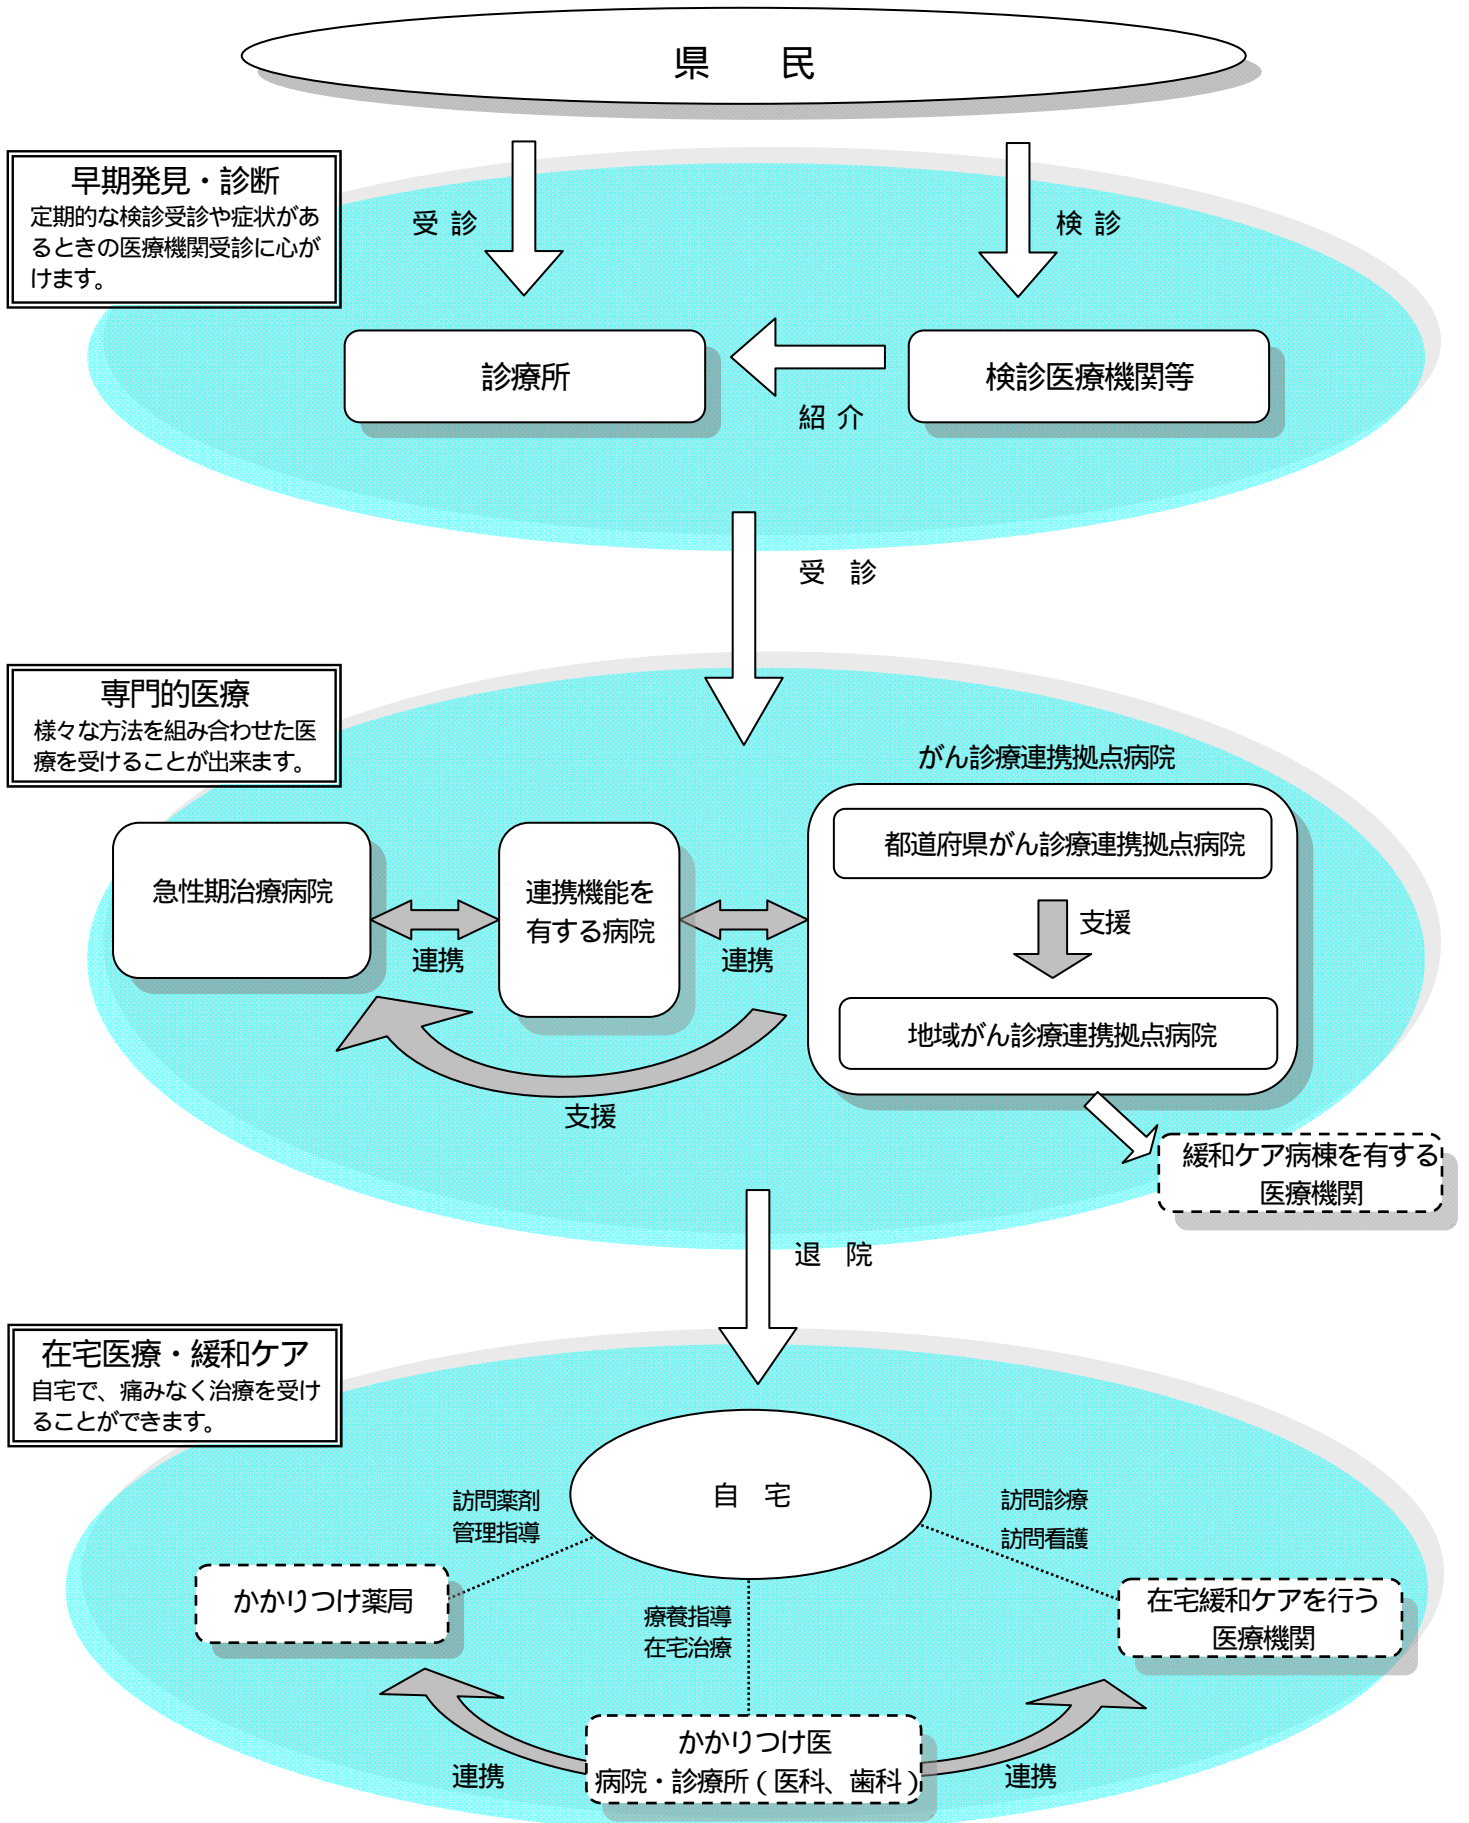 県　民
早期発見・診断
定期的な検診受診や症状があ
るときの医療機関受診に心が
けます。
受 診
検 診
診療所
検診医療機関等
紹 介
受　診
専門的医療
様々な方法を組み合わせた医
療を受けることが出来ます。
がん診療連携拠点病院
都道府県がん診療連携拠点病院
急性期治療病院
連携機能を
有する病院
支援
連携
連携
地域がん診療連携拠点病院
支援
緩和ケア病棟を有する
医療機関
退　院
在宅医療・緩和ケア
自宅で、痛みなく治療を受け
ることができます。
自　宅
訪問薬剤
管理指導
訪問診療
訪問看護
かかりつけ薬局
療養指導
在宅治療
在宅緩和ケアを行う
医療機関
かかりつけ医
病院・診療所（医科、歯科）
連携
連携